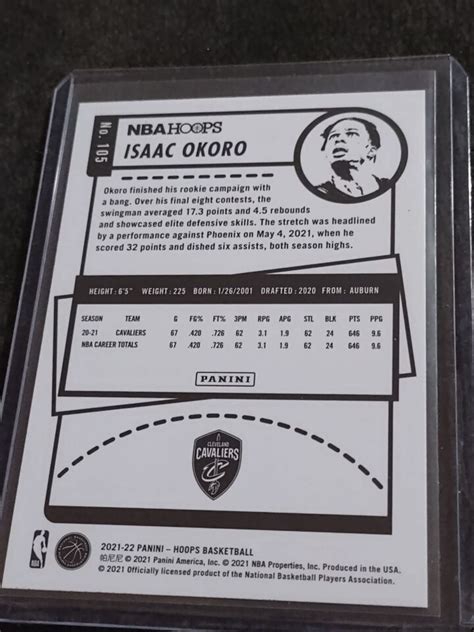 No. 105
NBA HOOPS
ISAAC OKORO
Okoro finished his rookie campaign with
a bang. Over his final eight contests, the
swingman averaged 17.3 points and 4.5 rebounds
and showcased elite defensive skills. The stretch was headlined
by a performance against Phoenix on May 4, 2021, when he
scored 32 points and dished six assists, both season highs.
HEIGHT: 6'5" WEIGHT: 225 BORN: 1/26/2001 DRAFTED: 2020 FROM: AUBURN
SEASON TEAM G FG% FT% 3PM RPG APG STL BLK PTS PPG
20-21 CAVALIERS 67 .420 .726 62 3.1 1.9 62 24 646 9.6
NBA CAREER TOTALS 67 .420 .726 62 3.1 1.9 62 24 646 9.6
PANINI
CLEVELAND
CAVALIERS
2021-22 PANINI – HOOPS BASKETBALL
帕尼尼 © 2021 Panini America, Inc. © 2021 NBA Properties, Inc. Produced in the USA.
© 2021 Officially licensed product of the National Basketball Players Association.
NBA